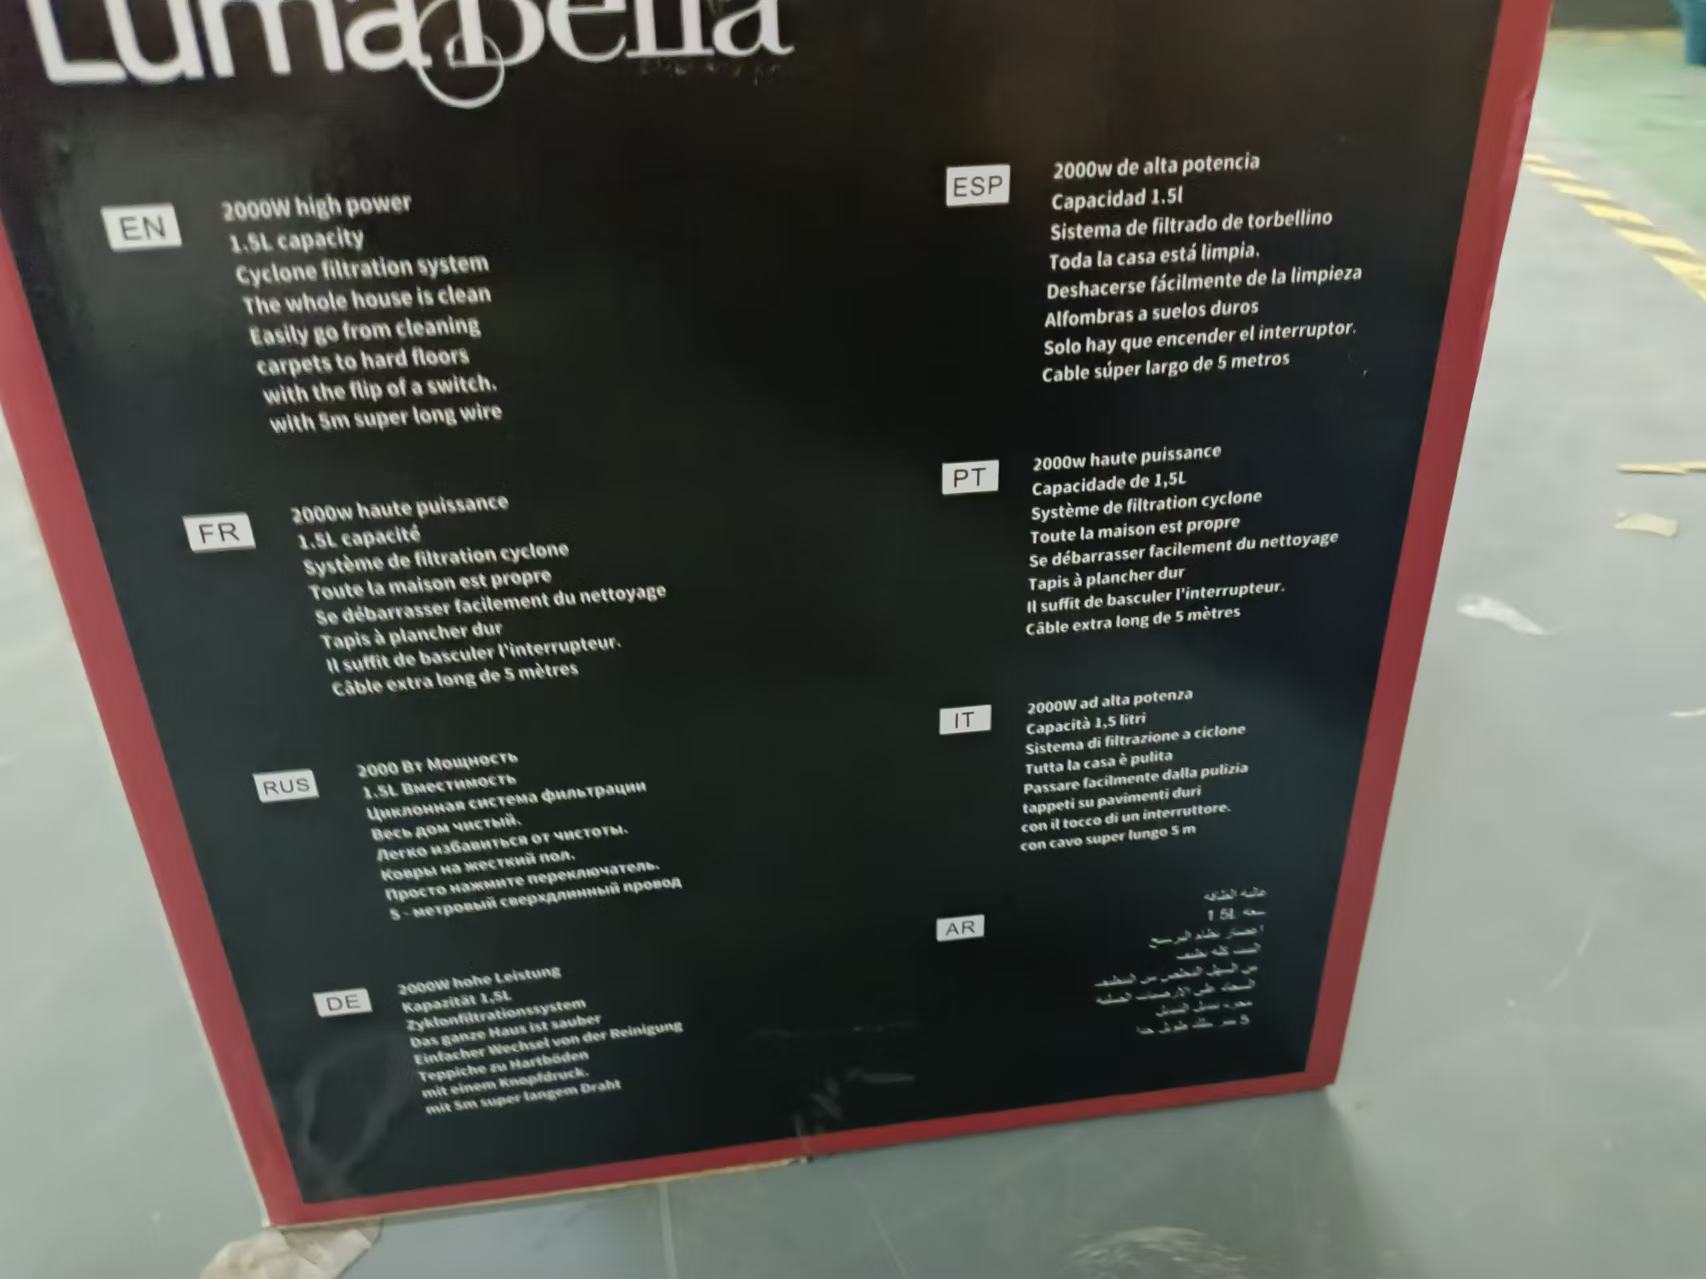 LumaBella
EN
2000W high power
1.5L capacity
Cyclone filtration system
The whole house is clean
Easily go from cleaning
carpets to hard floors
with the flip of a switch.
with 5m super long wire
FR
2000w haute puissance
1.5L capacité
Système de filtration cyclone
Toute la maison est propre
Se débarrasser facilement du nettoyage
Tapis à plancher dur
Il suffit de basculer l'interrupteur.
Câble extra long de 5 mètres
RUS
2000 Вт Мощность
1.5L Вместимость
Циклонная система фильтрации
Весь дом чистый.
Легко избавиться от чистоты.
Ковры на жесткий пол.
Просто нажмите переключатель.
5 - метровый сверхдлинный провод
DE
2000W hohe Leistung
Kapazität 1,5L
Zyklonfiltrationssystem
Das ganze Haus ist sauber
Einfacher Wechsel von der Reinigung
Teppiche zu Hartböden
mit einem Knopfdruck.
mit 5m super langem Draht
ESP
2000w de alta potencia
Capacidad 1.5l
Sistema de filtrado de torbellino
Toda la casa está limpia.
Deshacerse fácilmente de la limpieza
Alfombras a suelos duros
Solo hay que encender el interruptor.
Cable súper largo de 5 metros
PT
2000w haute puissance
Capacidade de 1,5L
Système de filtration cyclone
Toute la maison est propre
Se débarrasser facilement du nettoyage
Tapis à plancher dur
Il suffit de basculer l'interrupteur.
Câble extra long de 5 mètres
IT
2000W ad alta potenza
Capacità 1,5 litri
Sistema di filtrazione a ciclone
Tutta la casa è pulita
Passare facilmente dalla pulizia
tappeti su pavimenti duri
con il tocco di un interruttore.
con cavo super lungo 5 m
AR
عالية الطاقة
سعة 1.5L